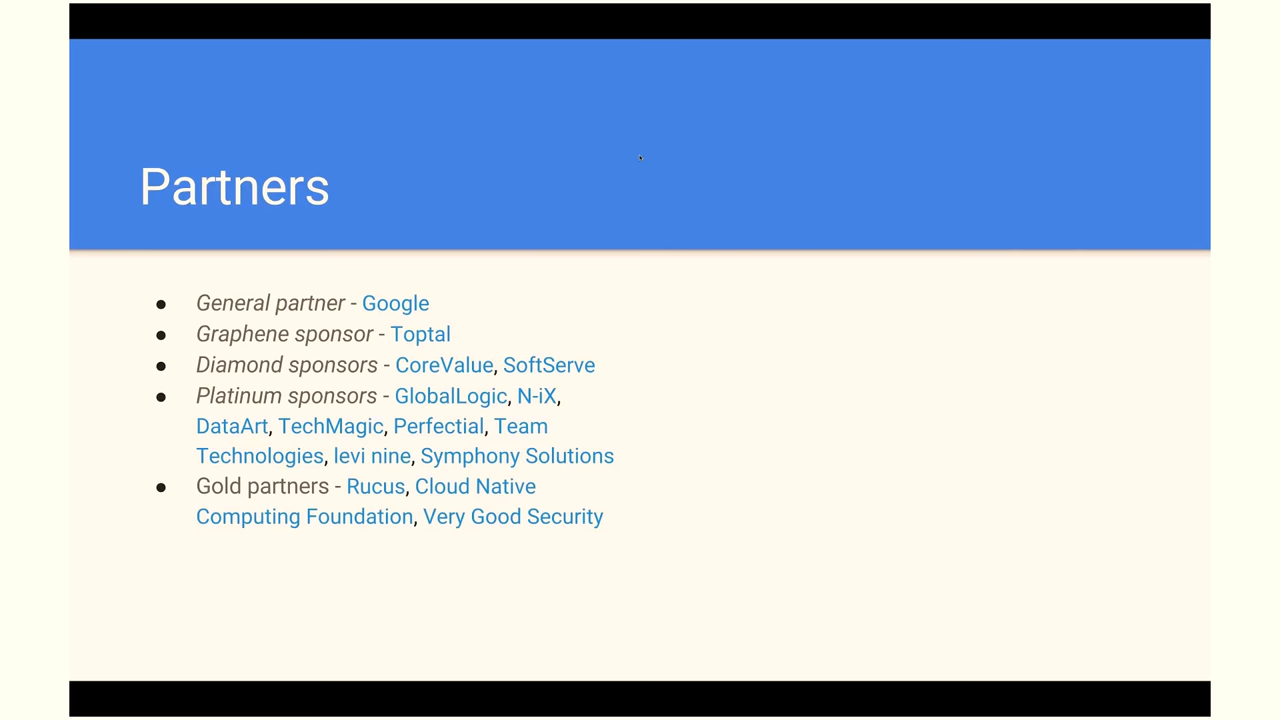 Partners
● General partner - Google
● Graphene sponsor - Toptal
● Diamond sponsors - CoreValue, SoftServe
● Platinum sponsors - GlobalLogic, N-iX,
DataArt, TechMagic, Perfectial, Team
Technologies, levi nine, Symphony Solutions
● Gold partners - Rucus, Cloud Native
Computing Foundation, Very Good Security